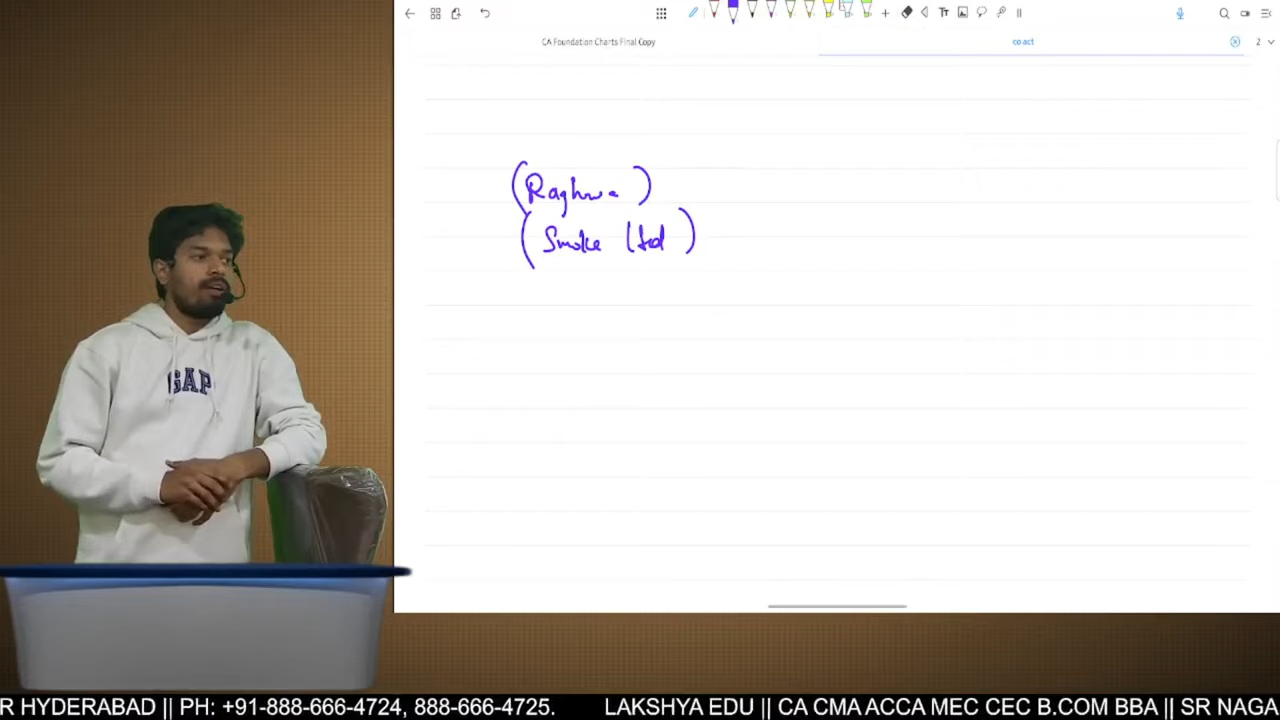 CA Foundation Charts Final Copy
co act
2
(Raghwa)
(Smoke Ltd)
GAP
R HYDERABAD || PH: +91-888-666-4724, 888-666-4725. LAKSHYA EDU || CA CMA ACCA MEC CEC B.COM BBA || SR NAGA